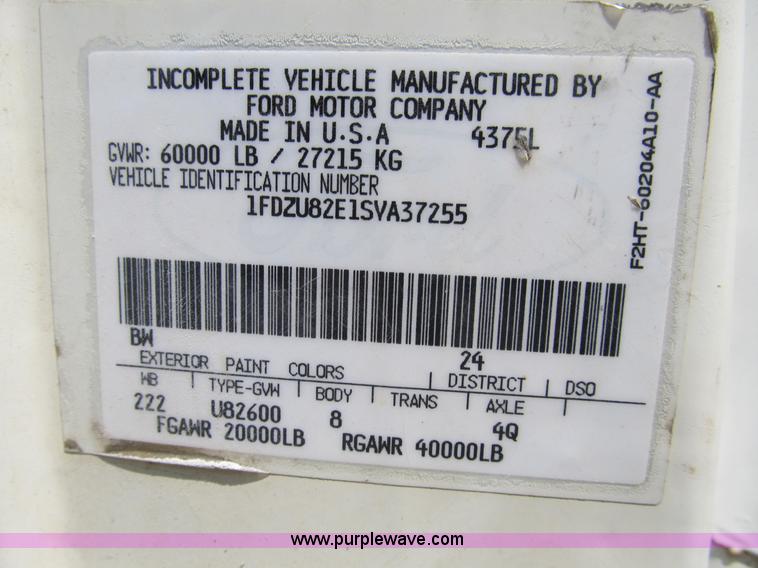 INCOMPLETE VEHICLE MANUFACTURED BY
FORD MOTOR COMPANY
MADE IN U.S.A 4375L
GVWR: 60000 LB / 27215 KG
VEHICLE IDENTIFICATION NUMBER
1FDZU82E1SVA37255
F2HT-60204A10-AA
BW 24
EXTERIOR PAINT COLORS DISTRICT DSO
WB TYPE-GVW BODY TRANS AXLE
222 U82600 8 4Q
FGAWR 20000LB RGAWR 40000LB
www.purplewave.com